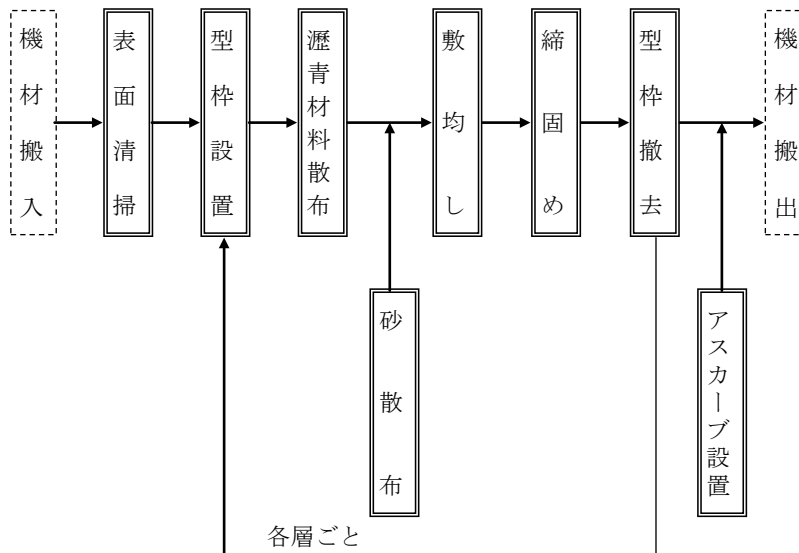 機材搬入
表面清掃
型枠設置
瀝青材料散布
敷均し
締固め
型枠撤去
機材搬出
砂散布
アスカーブ設置
各層ごと